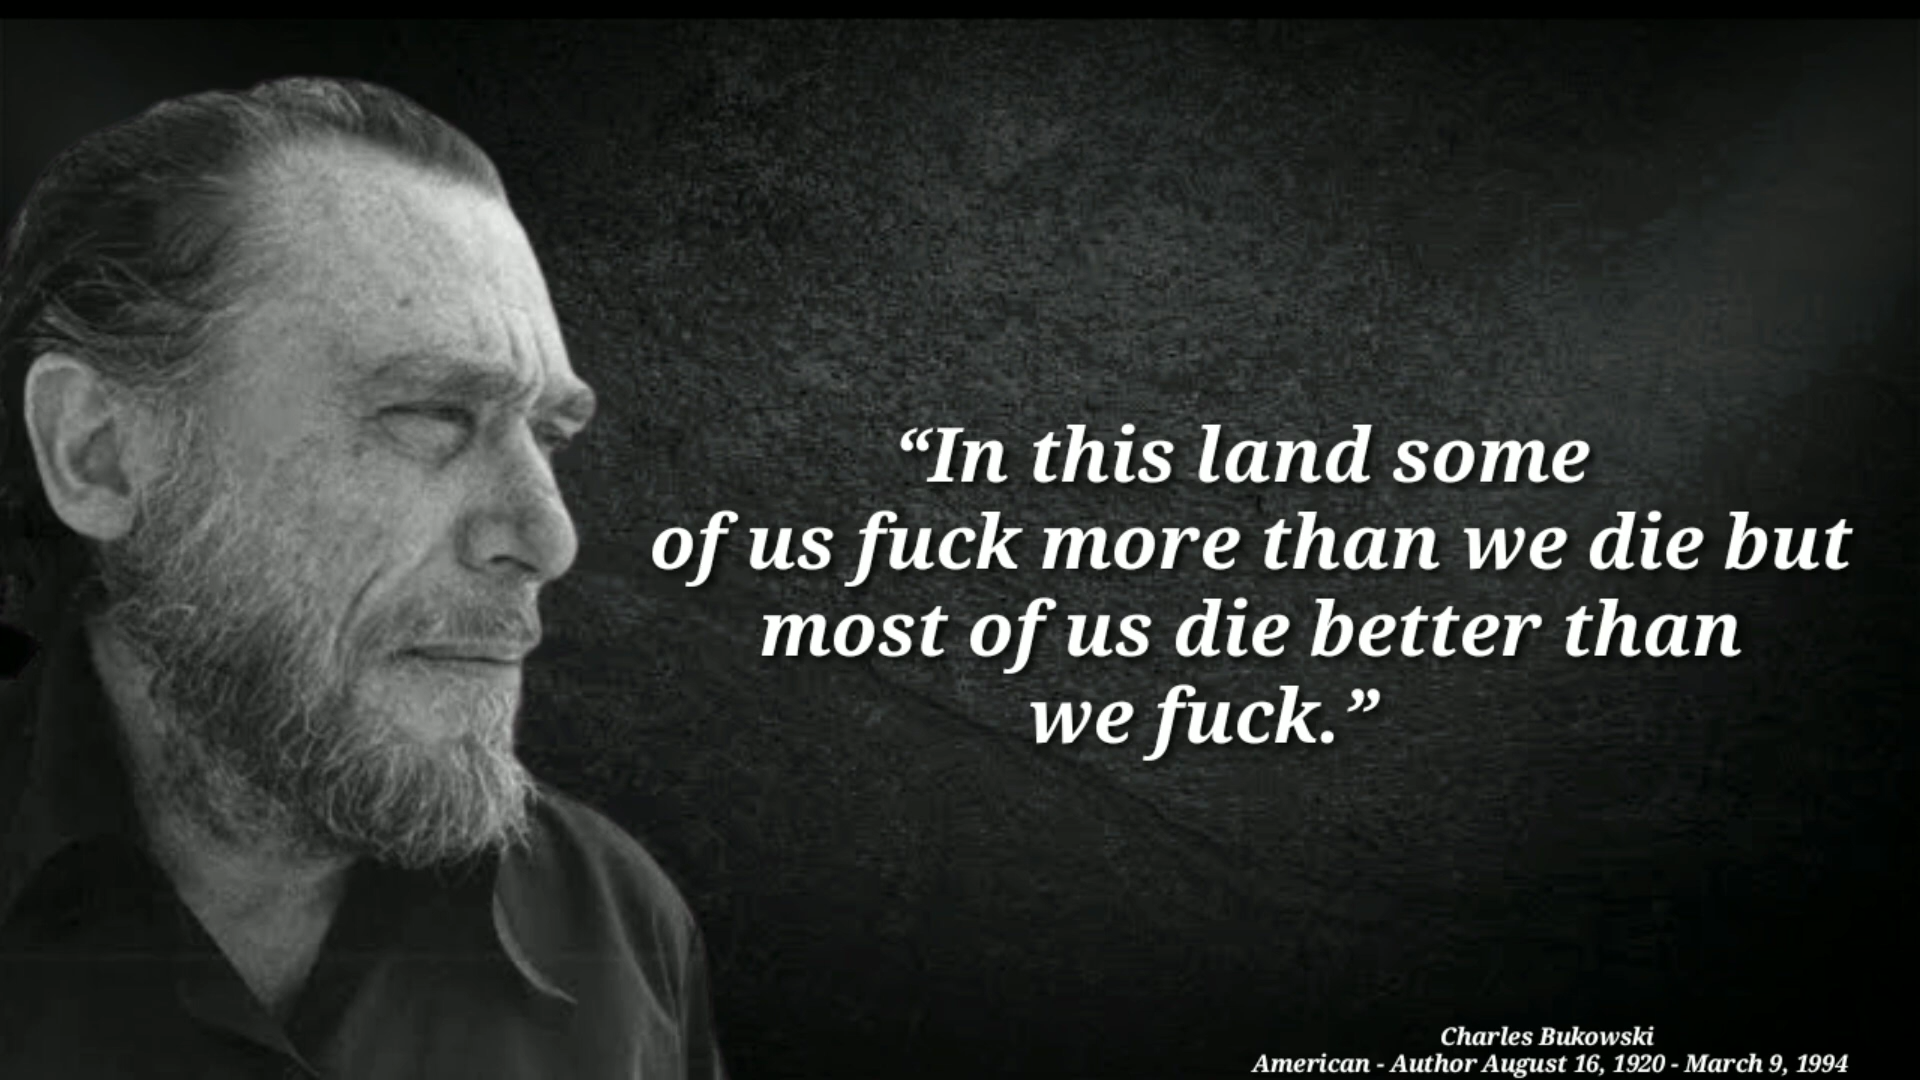 “In this land some
of us fuck more than we die but
most of us die better than
we fuck.”
Charles Bukowski
American - Author August 16, 1920 - March 9, 1994